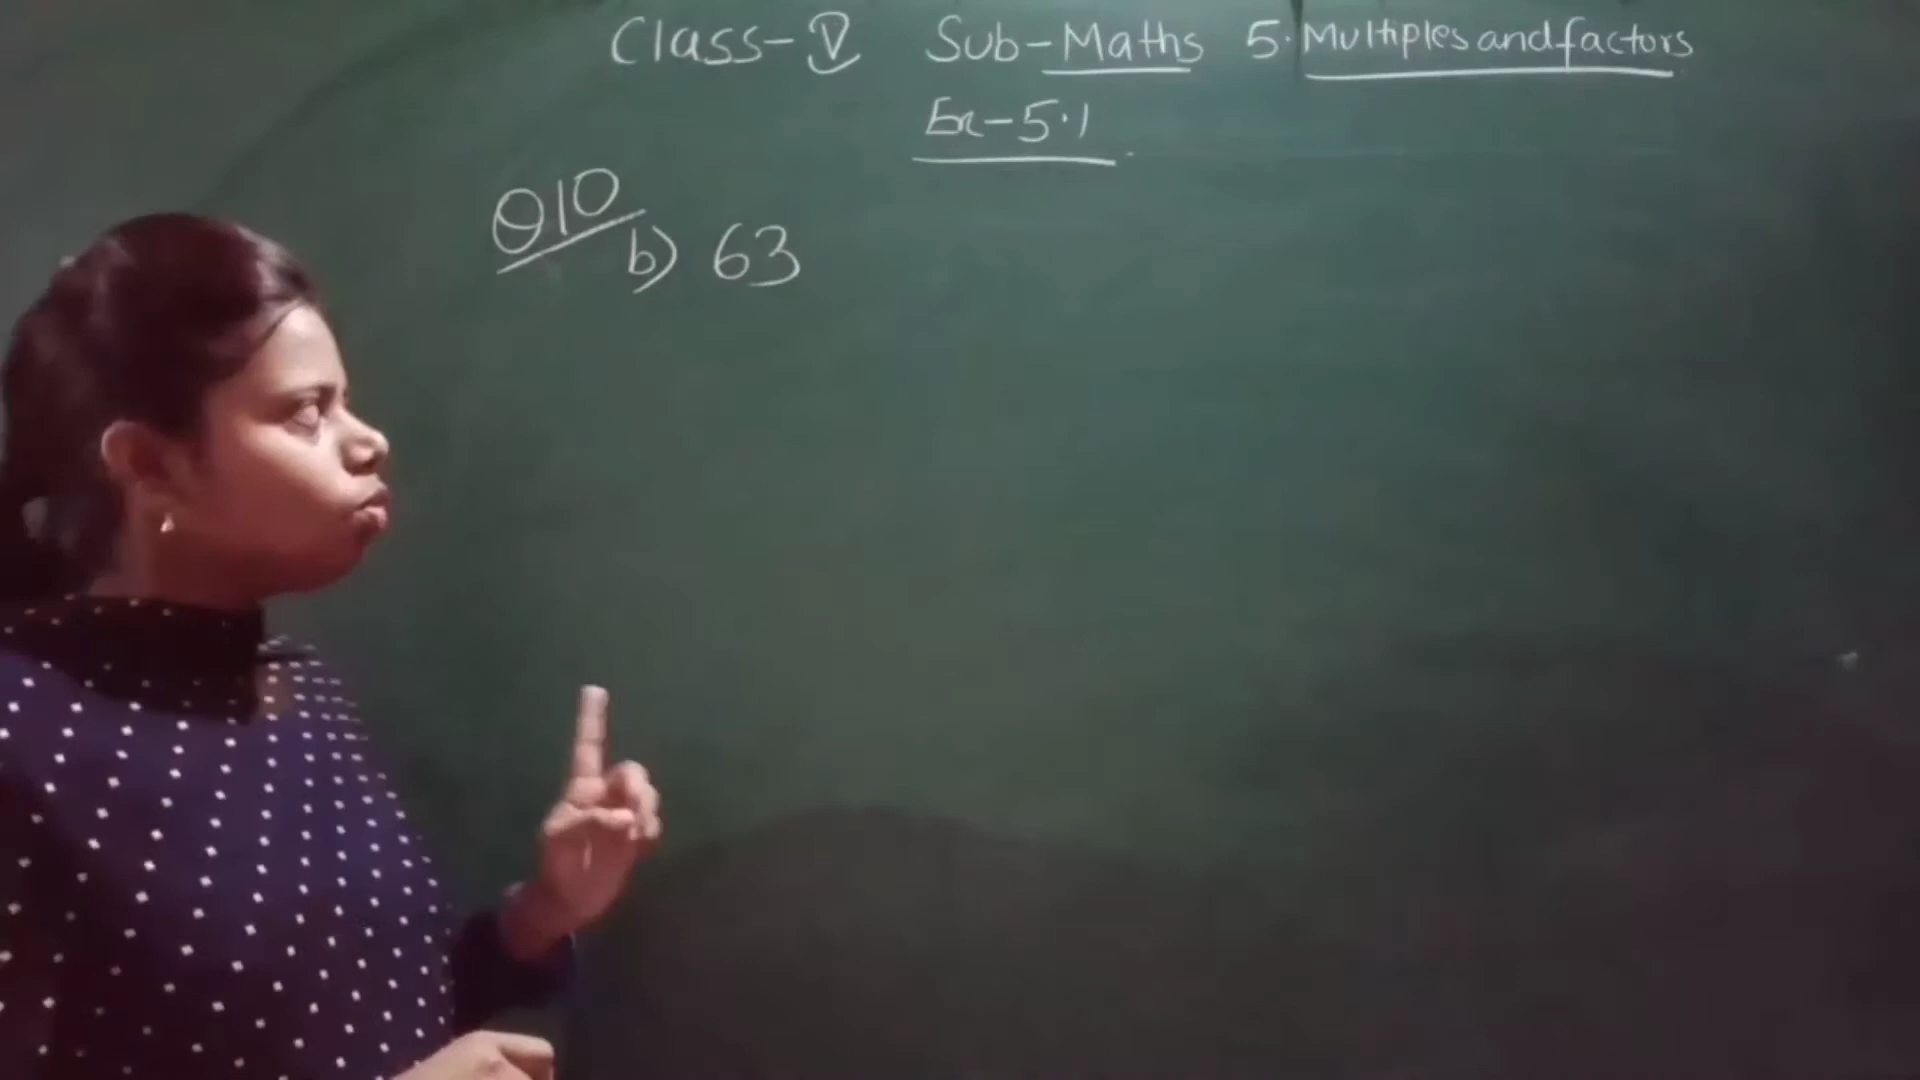 Class-V Sub-Maths 5. Multiples and factors
Ex-5.1
Q10
b) 63